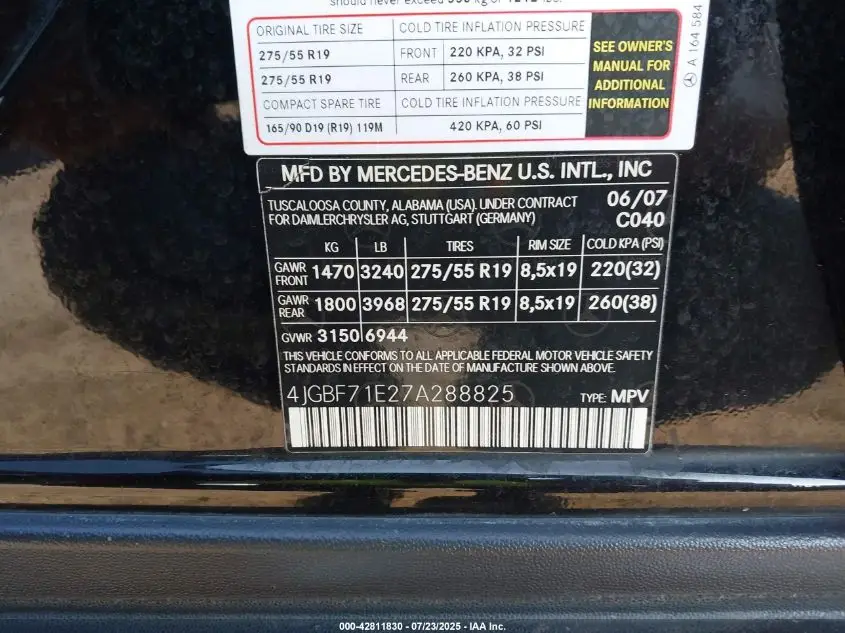 should never exceed 550 kg or 1212 lbs.
ORIGINAL TIRE SIZE COLD TIRE INFLATION PRESSURE
275/55 R19 FRONT 220 KPA, 32 PSI
275/55 R19 REAR 260 KPA, 38 PSI
COMPACT SPARE TIRE COLD TIRE INFLATION PRESSURE
165/90 D19 (R19) 119M 420 KPA, 60 PSI
SEE OWNER'S
MANUAL FOR
ADDITIONAL
INFORMATION
A 164 584
MFD BY MERCEDES-BENZ U.S. INTL., INC
TUSCALOOSA COUNTY, ALABAMA (USA). UNDER CONTRACT 06/07
FOR DAIMLERCHRYSLER AG, STUTTGART (GERMANY) C040
KG LB TIRES RIM SIZE COLD KPA (PSI)
GAWR FRONT 1470 3240 275/55 R19 8,5x19 220(32)
GAWR REAR 1800 3968 275/55 R19 8,5x19 260(38)
GVWR 3150 6944
THIS VEHICLE CONFORMS TO ALL APPLICABLE FEDERAL MOTOR VEHICLE SAFETY
STANDARDS IN EFFECT ON THE DATE OF MANUFACTURE SHOWN ABOVE.
4JGBF71E27A288825 TYPE: MPV
000-42811830 - 07/23/2025 - IAA Inc.